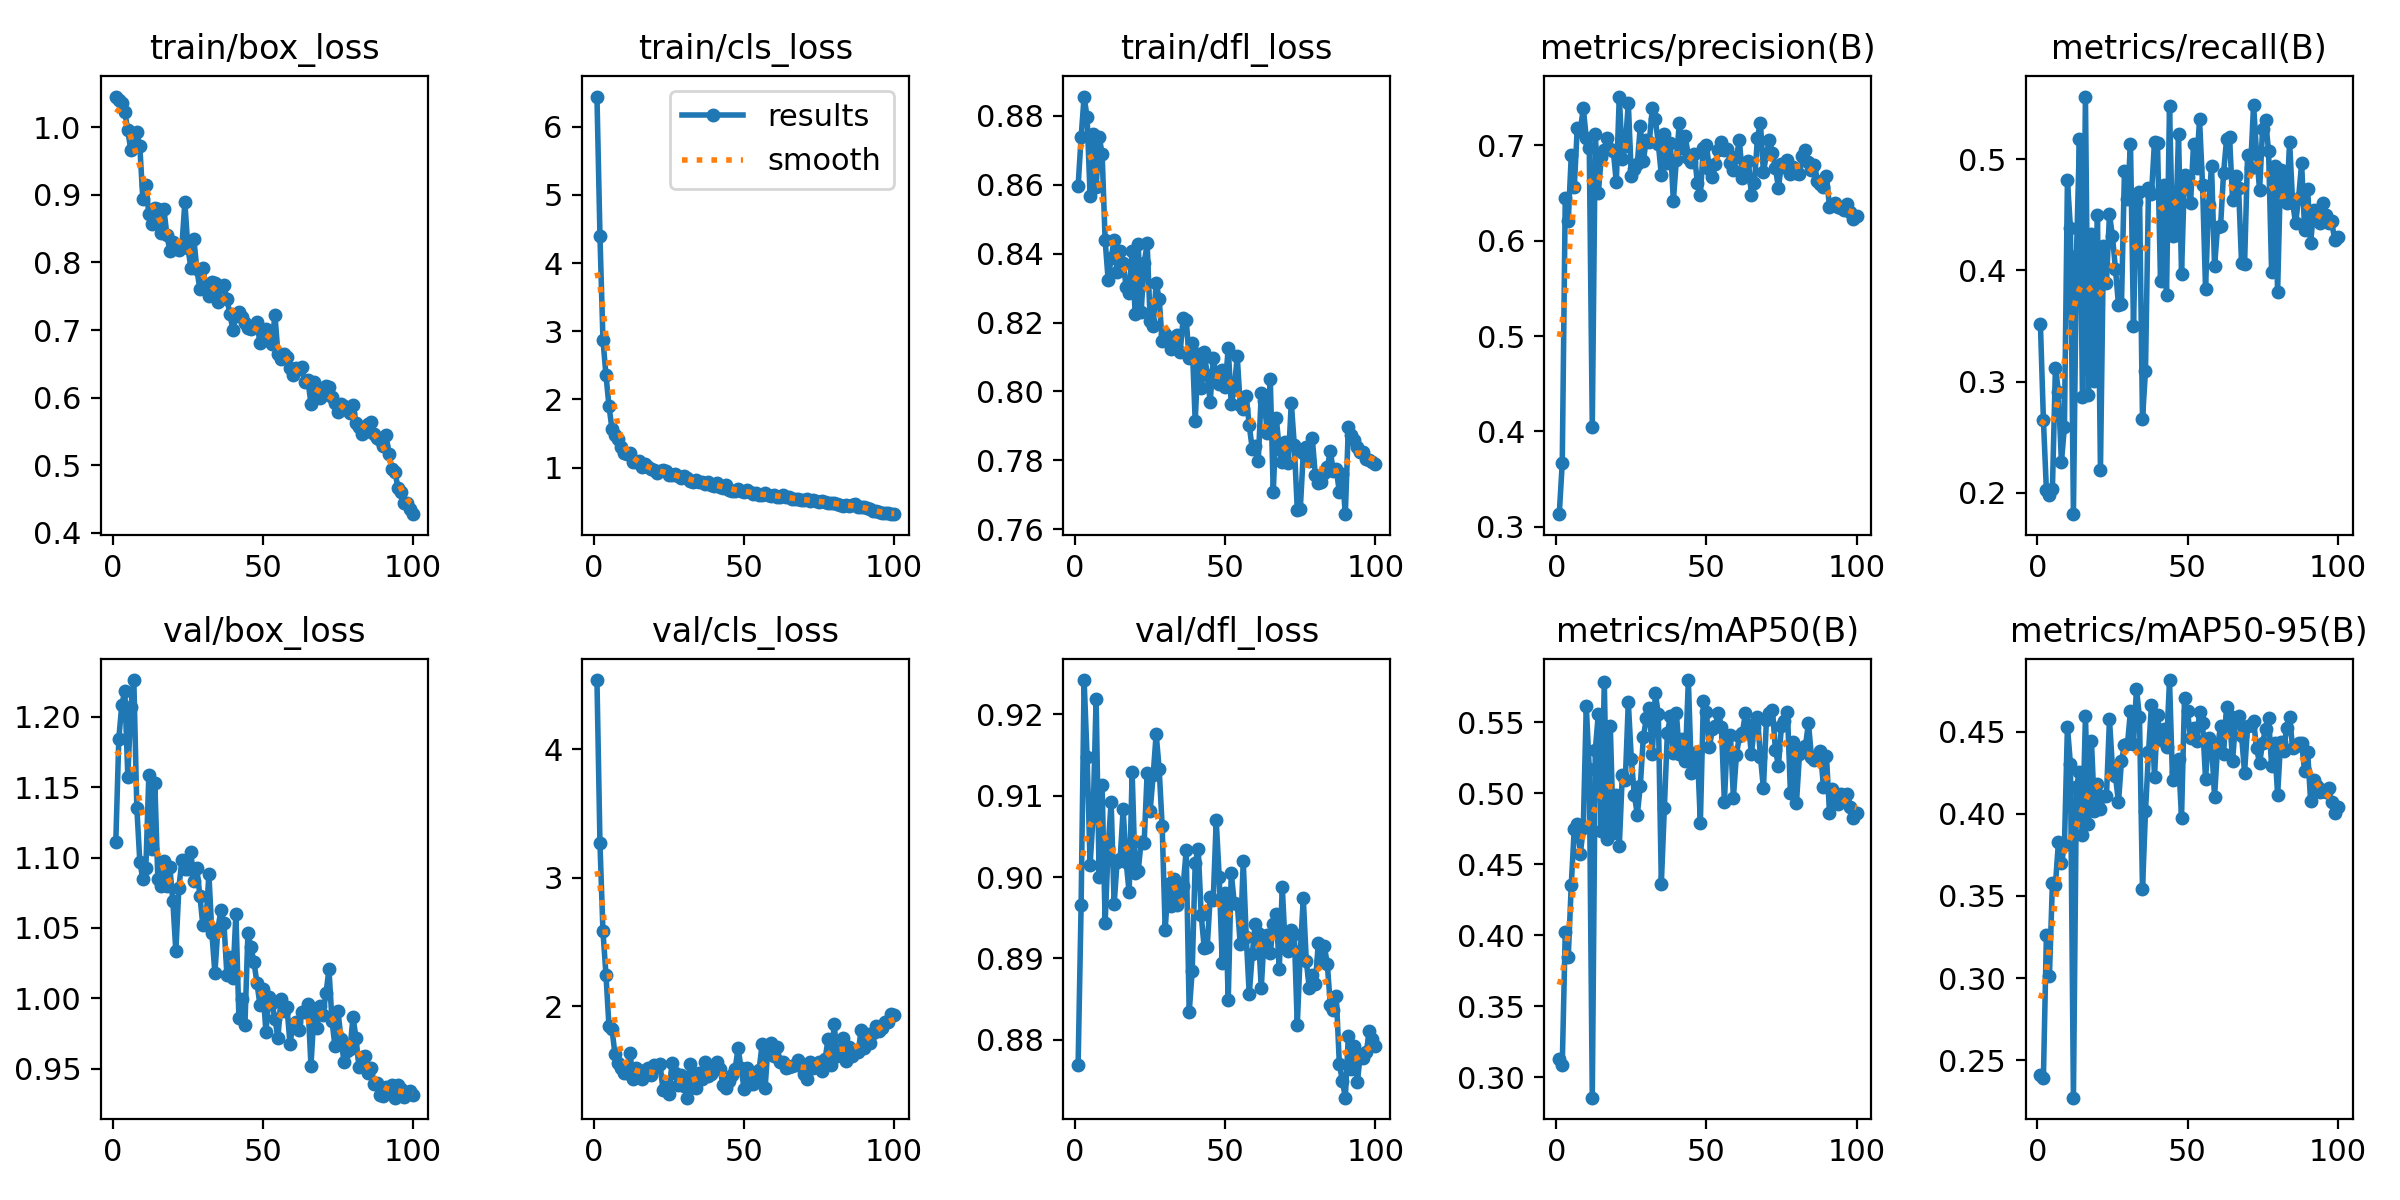 train/box_loss
1.0
0.9
0.8
0.7
0.6
0.5
0.4
0 50 100
train/cls_loss
results
smooth
6
5
4
3
2
1
0 50 100
train/dfl_loss
0.88
0.86
0.84
0.82
0.80
0.78
0.76
0 50 100
metrics/precision(B)
0.7
0.6
0.5
0.4
0.3
0 50 100
metrics/recall(B)
0.5
0.4
0.3
0.2
0 50 100
val/box_loss
1.20
1.15
1.10
1.05
1.00
0.95
0 50 100
val/cls_loss
4
3
2
0 50 100
val/dfl_loss
0.92
0.91
0.90
0.89
0.88
0 50 100
metrics/mAP50(B)
0.55
0.50
0.45
0.40
0.35
0.30
0 50 100
metrics/mAP50-95(B)
0.45
0.40
0.35
0.30
0.25
0 50 100